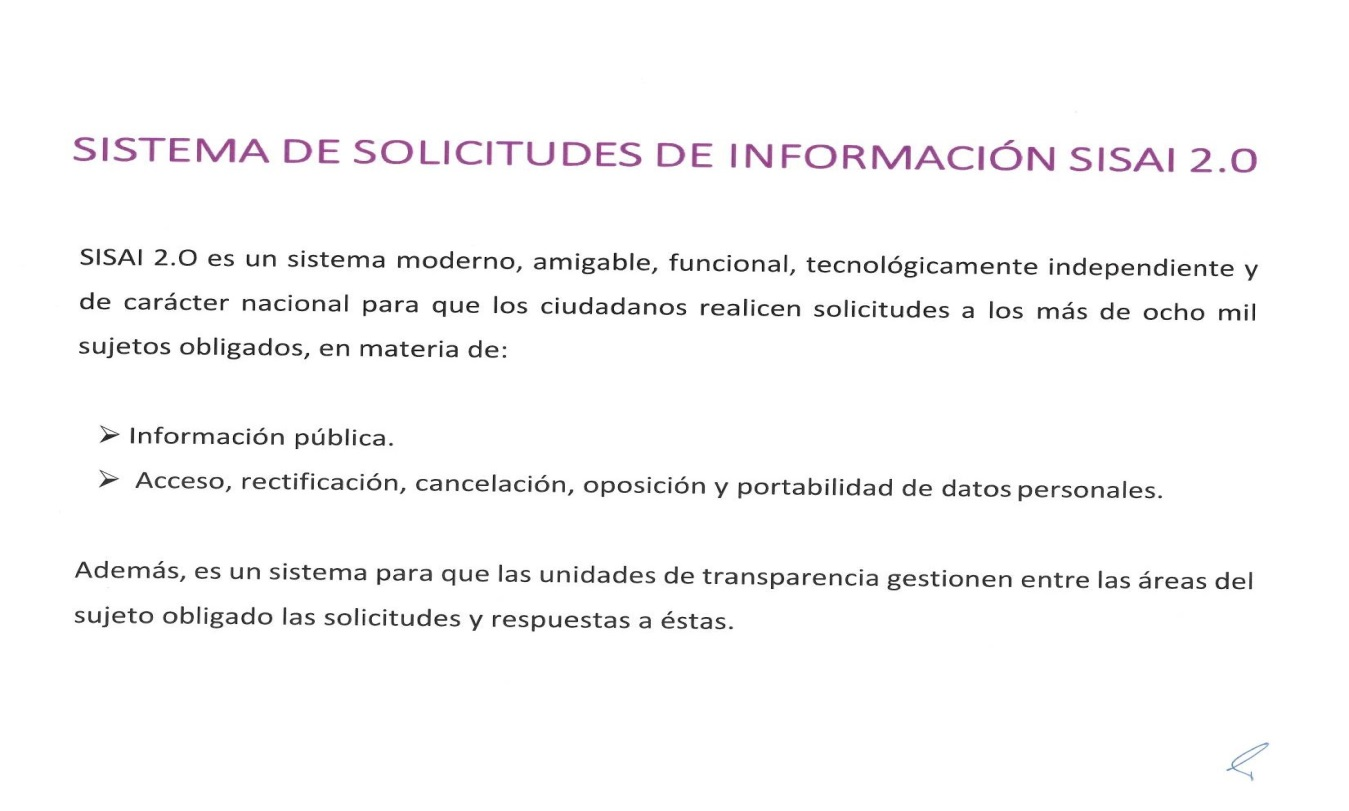 SISTEMA DE SOLICITUDES DE INFORMACIÓN SISAI 2.0
SISAI 2.O es un sistema moderno, amigable, funcional, tecnológicamente independiente y
de carácter nacional para que los ciudadanos realicen solicitudes a los más de ocho mil
sujetos obligados, en materia de:
➢ Información pública.
➢ Acceso, rectificación, cancelación, oposición y portabilidad de datos personales.
Además, es un sistema para que las unidades de transparencia gestionen entre las áreas del
sujeto obligado las solicitudes y respuestas a éstas.